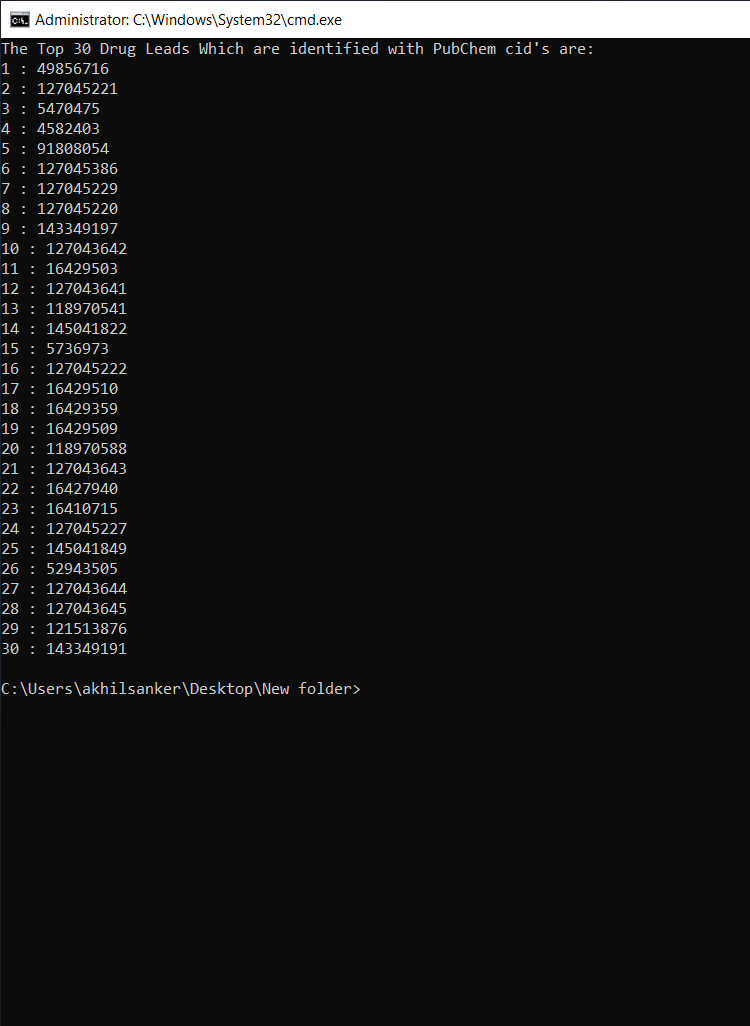 Administrator: C:\Windows\System32\cmd.exe
The Top 30 Drug Leads Which are identified with PubChem cid's are:
1 : 49856716
2 : 127045221
3 : 5470475
4 : 4582403
5 : 91808054
6 : 127045386
7 : 127045229
8 : 127045220
9 : 143349197
10 : 127043642
11 : 16429503
12 : 127043641
13 : 118970541
14 : 145041822
15 : 5736973
16 : 127045222
17 : 16429510
18 : 16429359
19 : 16429509
20 : 118970588
21 : 127043643
22 : 16427940
23 : 16410715
24 : 127045227
25 : 145041849
26 : 52943505
27 : 127043644
28 : 127043645
29 : 121513876
30 : 143349191
C:\Users\akhilsanker\Desktop\New folder>